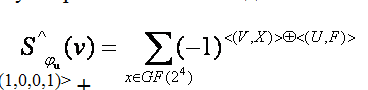 S^_{φ_u}(v) = ∑_{x∈GF(2^4)} (-1)^{<(V,X)>⊕<(U,F)>}
(1,0,0,1)> +